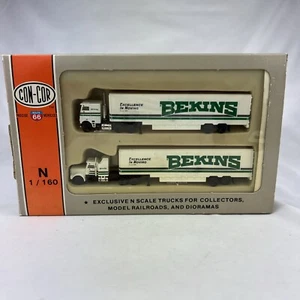 CON-COR
66
EXCELLENCE
IN MOVING
BEKINS
EXCELLENCE
IN MOVING
BEKINS
N
1/160
★ EXCLUSIVE N SCALE TRUCKS FOR COLLECTORS,
MODEL RAILROADS, AND DIORAMAS